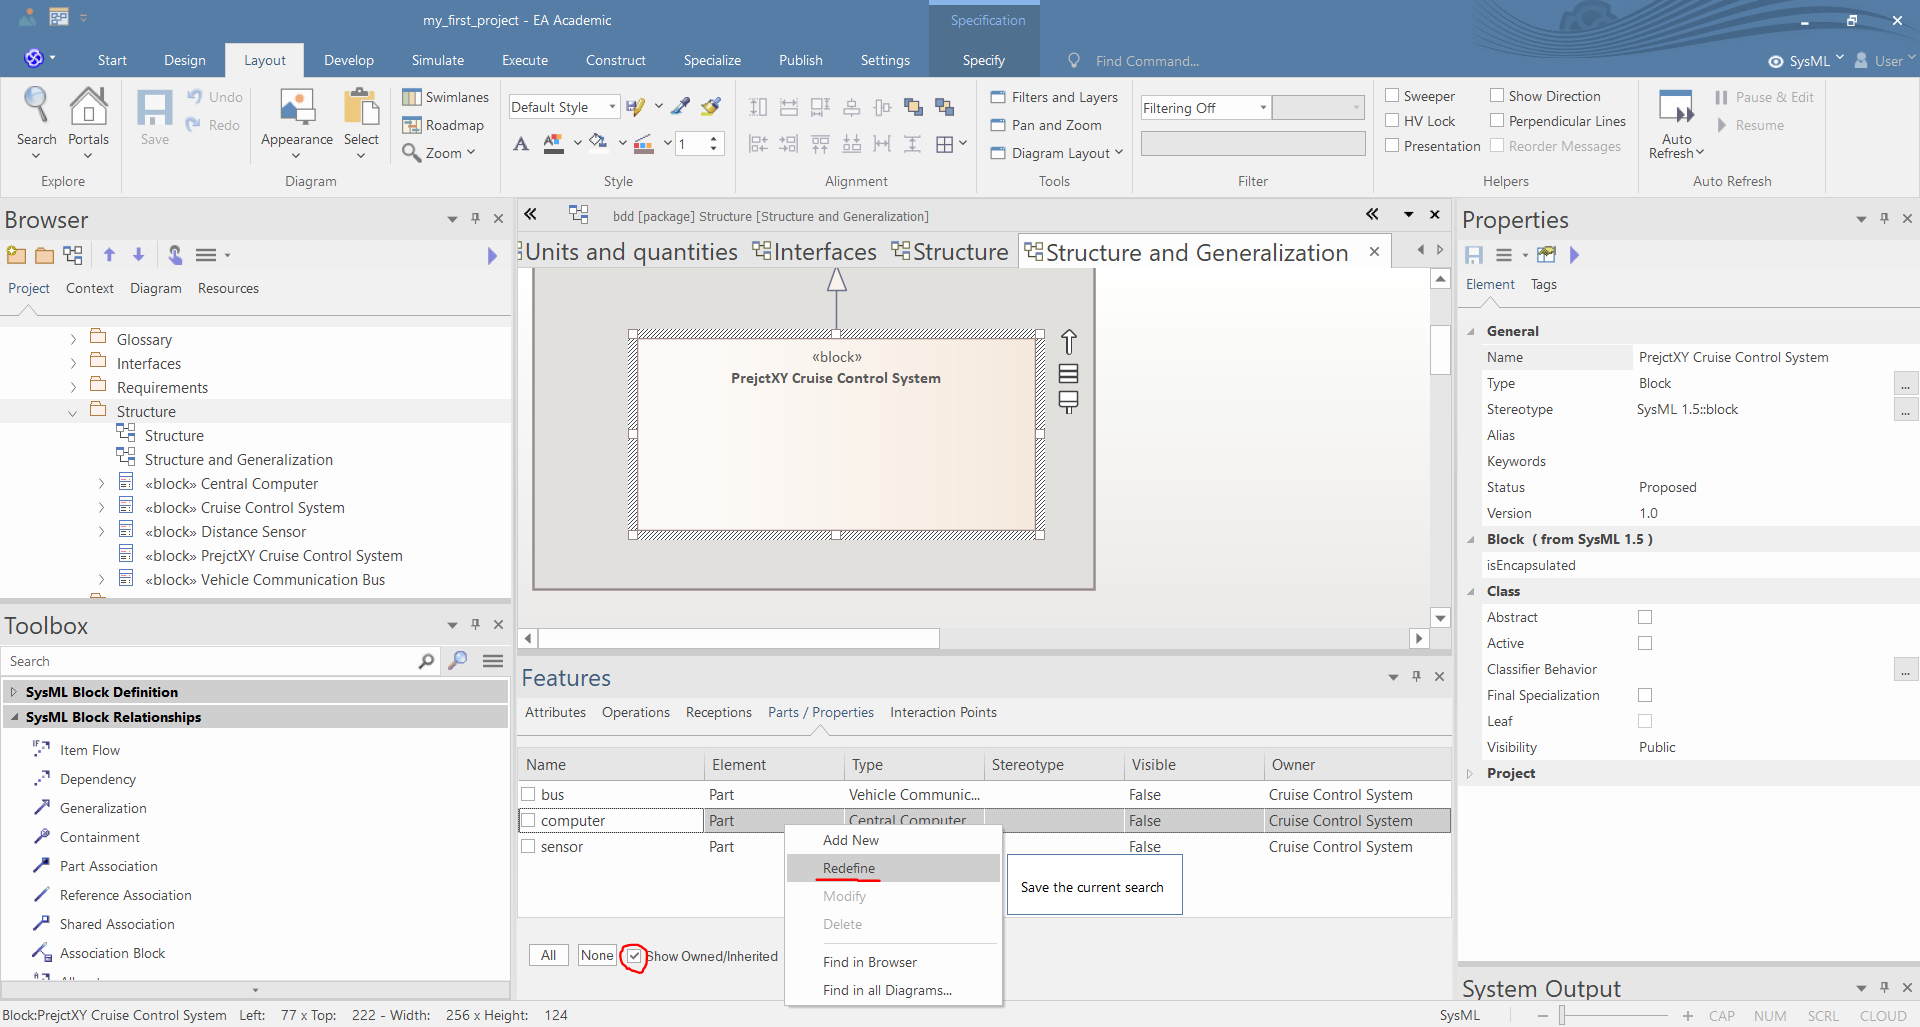 my_first_project - EA Academic
Specification
Start
Design
Layout
Develop
Simulate
Execute
Construct
Specialize
Publish
Settings
Specify
Find Command...
SysML
User
Search
Portals
Explore
Save
Undo
Redo
Appearance
Select
Swimlanes
Roadmap
Zoom
Diagram
Default Style
1
Style
Alignment
Filters and Layers
Pan and Zoom
Diagram Layout
Tools
Filtering Off
Filter
Sweeper
HV Lock
Presentation
Show Direction
Perpendicular Lines
Reorder Messages
Helpers
Auto
Refresh
Pause & Edit
Resume
Auto Refresh
Browser
Project
Context
Diagram
Resources
Glossary
Interfaces
Requirements
Structure
Structure
Structure and Generalization
«block» Central Computer
«block» Cruise Control System
«block» Distance Sensor
«block» PrejctXY Cruise Control System
«block» Vehicle Communication Bus
Toolbox
Search
SysML Block Definition
SysML Block Relationships
Item Flow
Dependency
Generalization
Containment
Part Association
Reference Association
Shared Association
Association Block
bdd [package] Structure [Structure and Generalization]
Units and quantities
Interfaces
Structure
Structure and Generalization
«block»
PrejctXY Cruise Control System
Features
Attributes
Operations
Receptions
Parts / Properties
Interaction Points
Name Element Type Stereotype Visible Owner
bus Part Vehicle Communic... False Cruise Control System
computer Part Central Computer False Cruise Control System
sensor Part False Cruise Control System
Add New
Redefine
Modify
Delete
Find in Browser
Find in all Diagrams...
Save the current search
All
None
Show Owned/Inherited
Properties
Element
Tags
General
Name PrejctXY Cruise Control System
Type Block
...
Stereotype SysML 1.5::block
...
Alias
Keywords
Status Proposed
Version 1.0
Block ( from SysML 1.5 )
isEncapsulated
Class
Abstract
Active
Classifier Behavior
...
Final Specialization
Leaf
Visibility Public
Project
System Output
Block:PrejctXY Cruise Control System Left: 77 x Top: 222 - Width: 256 x Height: 124
SysML
CAP
NUM
SCRL
CLOUD